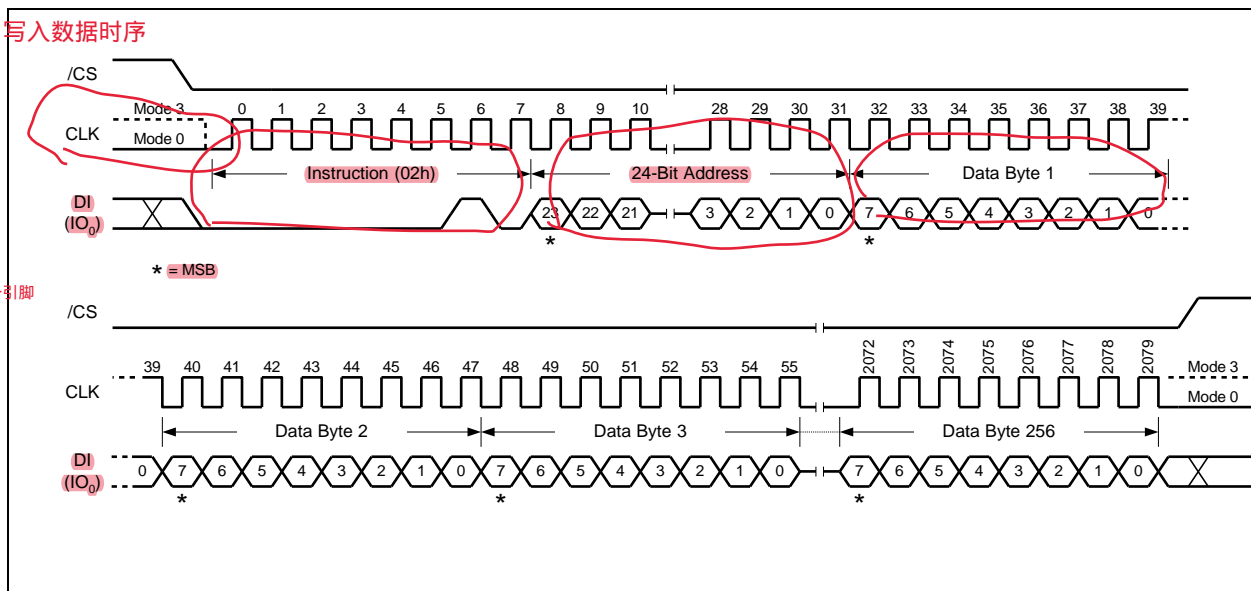 写入数据时序
/CS
Mode 3 0 1 2 3 4 5 6 7 8 9 10 28 29 30 31 32 33 34 35 36 37 38 39
CLK Mode 0
Instruction (02h) 24-Bit Address Data Byte 1
DI
(IO0) 23 22 21 3 2 1 0 7 6 5 4 3 2 1 0
* *
* = MSB
引脚
/CS
39 40 41 42 43 44 45 46 47 48 49 50 51 52 53 54 55 2072 2073 2074 2075 2076 2077 2078 2079 Mode 3
CLK Mode 0
Data Byte 2 Data Byte 3 Data Byte 256
DI
(IO0) 0 7 6 5 4 3 2 1 0 7 6 5 4 3 2 1 0 7 6 5 4 3 2 1 0
* * *